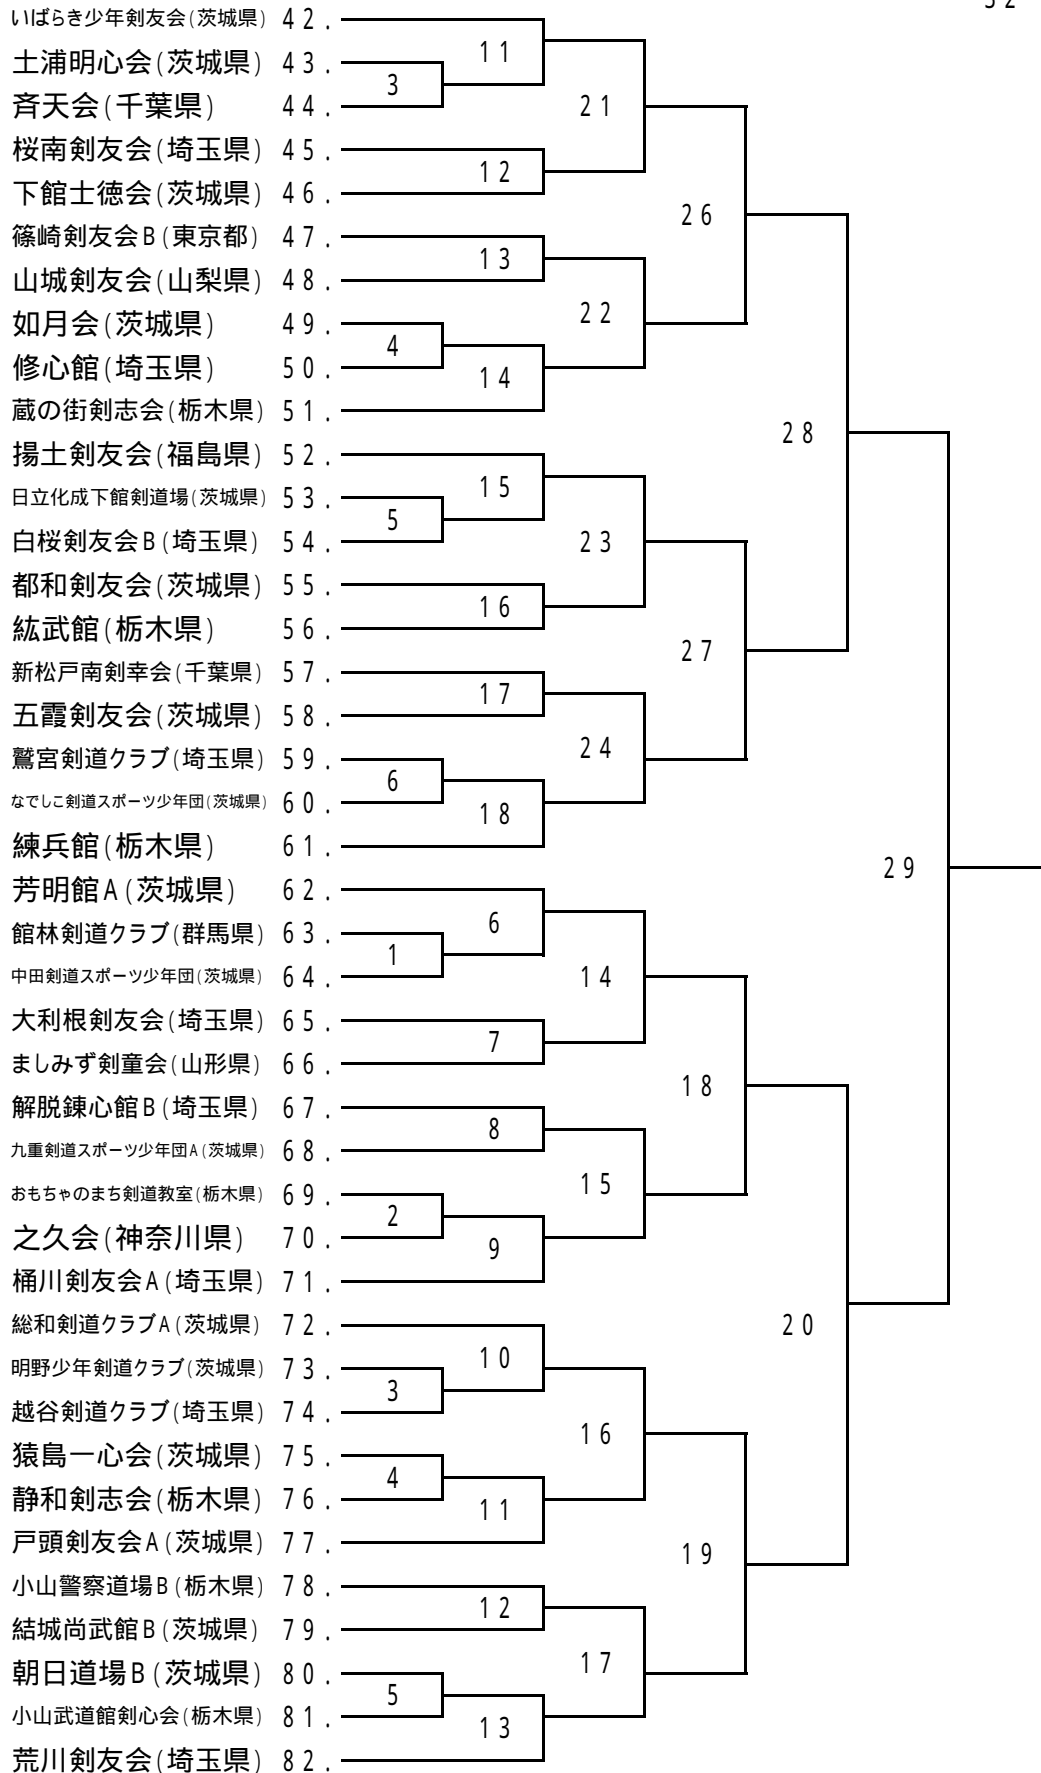 いばらき少年剣友会(茨城県) 42.
土浦明心会(茨城県) 43.
斉天会(千葉県) 44.
桜南剣友会(埼玉県) 45.
下館士徳会(茨城県) 46.
篠崎剣友会B(東京都) 47.
山城剣友会(山梨県) 48.
如月会(茨城県) 49.
修心館(埼玉県) 50.
蔵の街剣志会(栃木県) 51.
揚土剣友会(福島県) 52.
日立化成下館剣道場(茨城県) 53.
白桜剣友会B(埼玉県) 54.
都和剣友会(茨城県) 55.
紘武館(栃木県) 56.
新松戸南剣幸会(千葉県) 57.
五霞剣友会(茨城県) 58.
鷲宮剣道クラブ(埼玉県) 59.
なでしこ剣道スポーツ少年団(茨城県) 60.
練兵館(栃木県) 61.
芳明館A(茨城県) 62.
館林剣道クラブ(群馬県) 63.
中田剣道スポーツ少年団(茨城県) 64.
大利根剣友会(埼玉県) 65.
ましみず剣童会(山形県) 66.
解脱錬心館B(埼玉県) 67.
九重剣道スポーツ少年団A(茨城県) 68.
おもちゃのまち剣道教室(栃木県) 69.
之久会(神奈川県) 70.
桶川剣友会A(埼玉県) 71.
総和剣道クラブA(茨城県) 72.
明野少年剣道クラブ(茨城県) 73.
越谷剣道クラブ(埼玉県) 74.
猿島一心会(茨城県) 75.
静和剣志会(栃木県) 76.
戸頭剣友会A(茨城県) 77.
小山警察道場B(栃木県) 78.
結城尚武館B(茨城県) 79.
朝日道場B(茨城県) 80.
小山武道館剣心会(栃木県) 81.
荒川剣友会(埼玉県) 82.
3
4
5
6
1
2
3
4
5
11
12
13
14
15
16
17
18
6
7
8
9
10
11
12
13
21
22
23
24
14
15
16
17
26
27
18
19
28
20
29